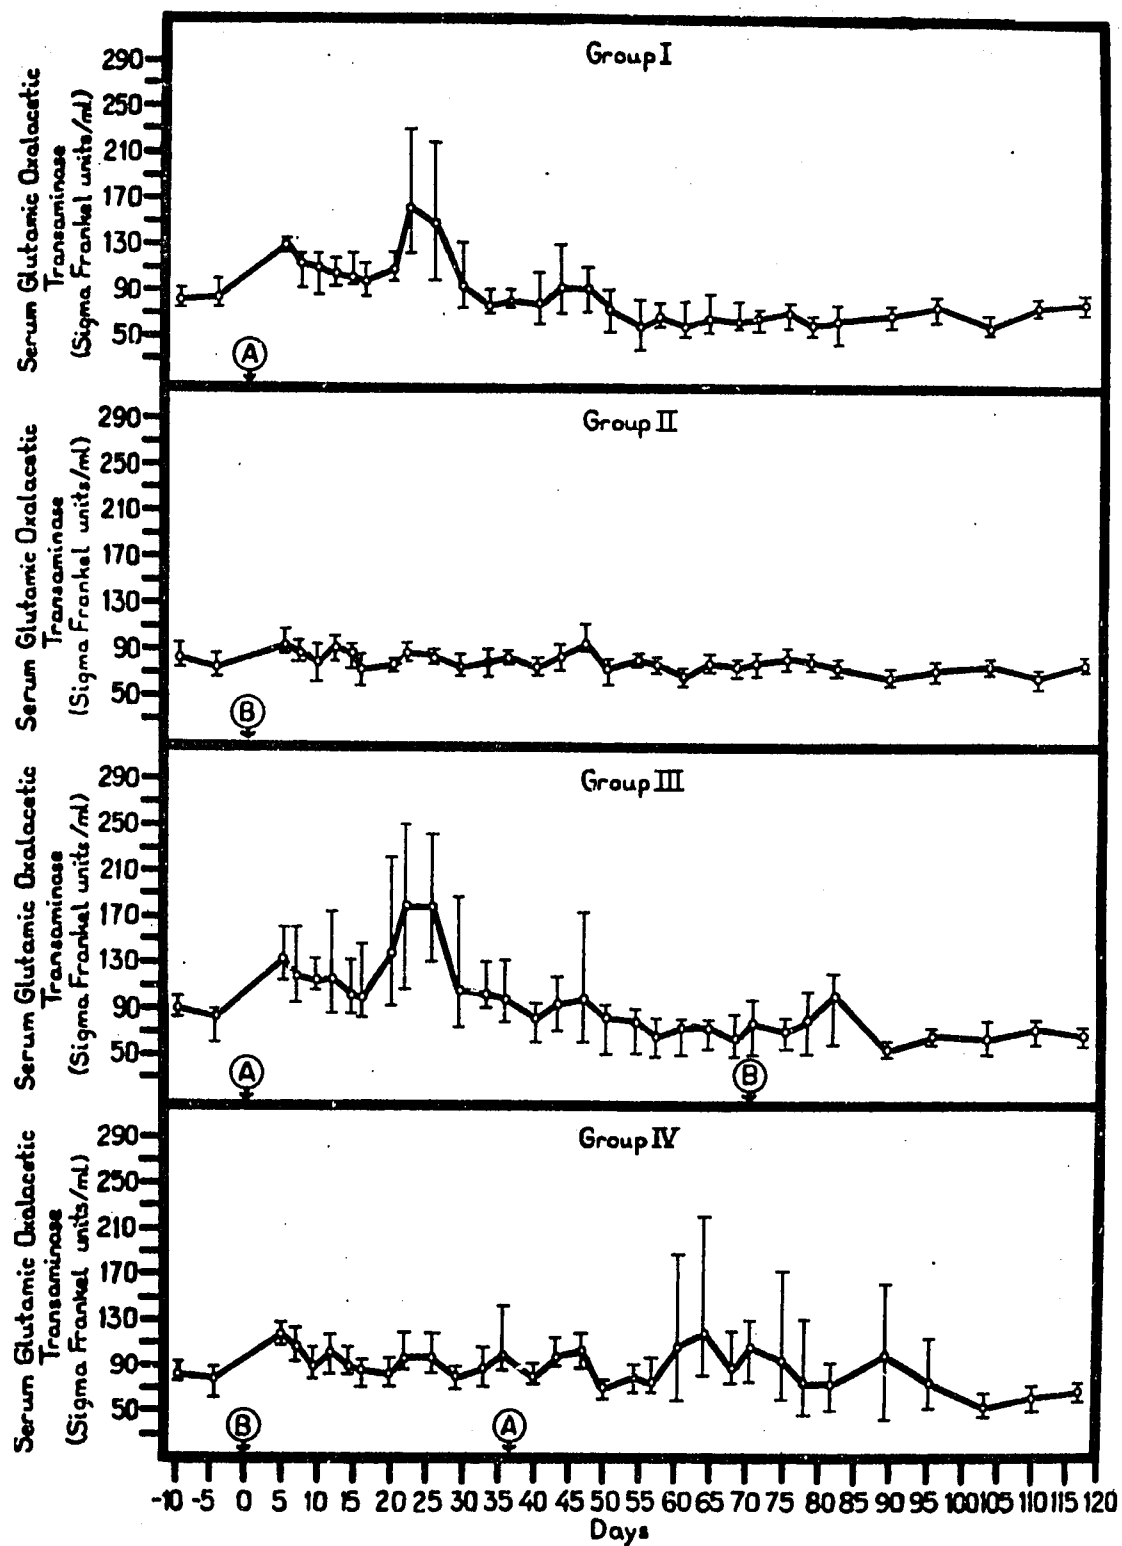 Group I
Serum Glutamic Oxalacetic
Transaminase
(Sigma Frankel units/ml)
290
250
210
170
130
90
50
A
Group II
Serum Glutamic Oxalacetic
Transaminase
(Sigma Frankel units/ml)
290
250
210
170
130
90
50
B
Group III
Serum Glutamic Oxalacetic
Transaminase
(Sigma Frankel units/ml)
290
250
210
170
130
90
50
A
B
Group IV
Serum Glutamic Oxalacetic
Transaminase
(Sigma Frankel units/ml)
290
250
210
170
130
90
50
B
A
-10 -5 0 5 10 15 20 25 30 35 40 45 50 55 60 65 70 75 80 85 90 95 100 105 110 115 120
Days